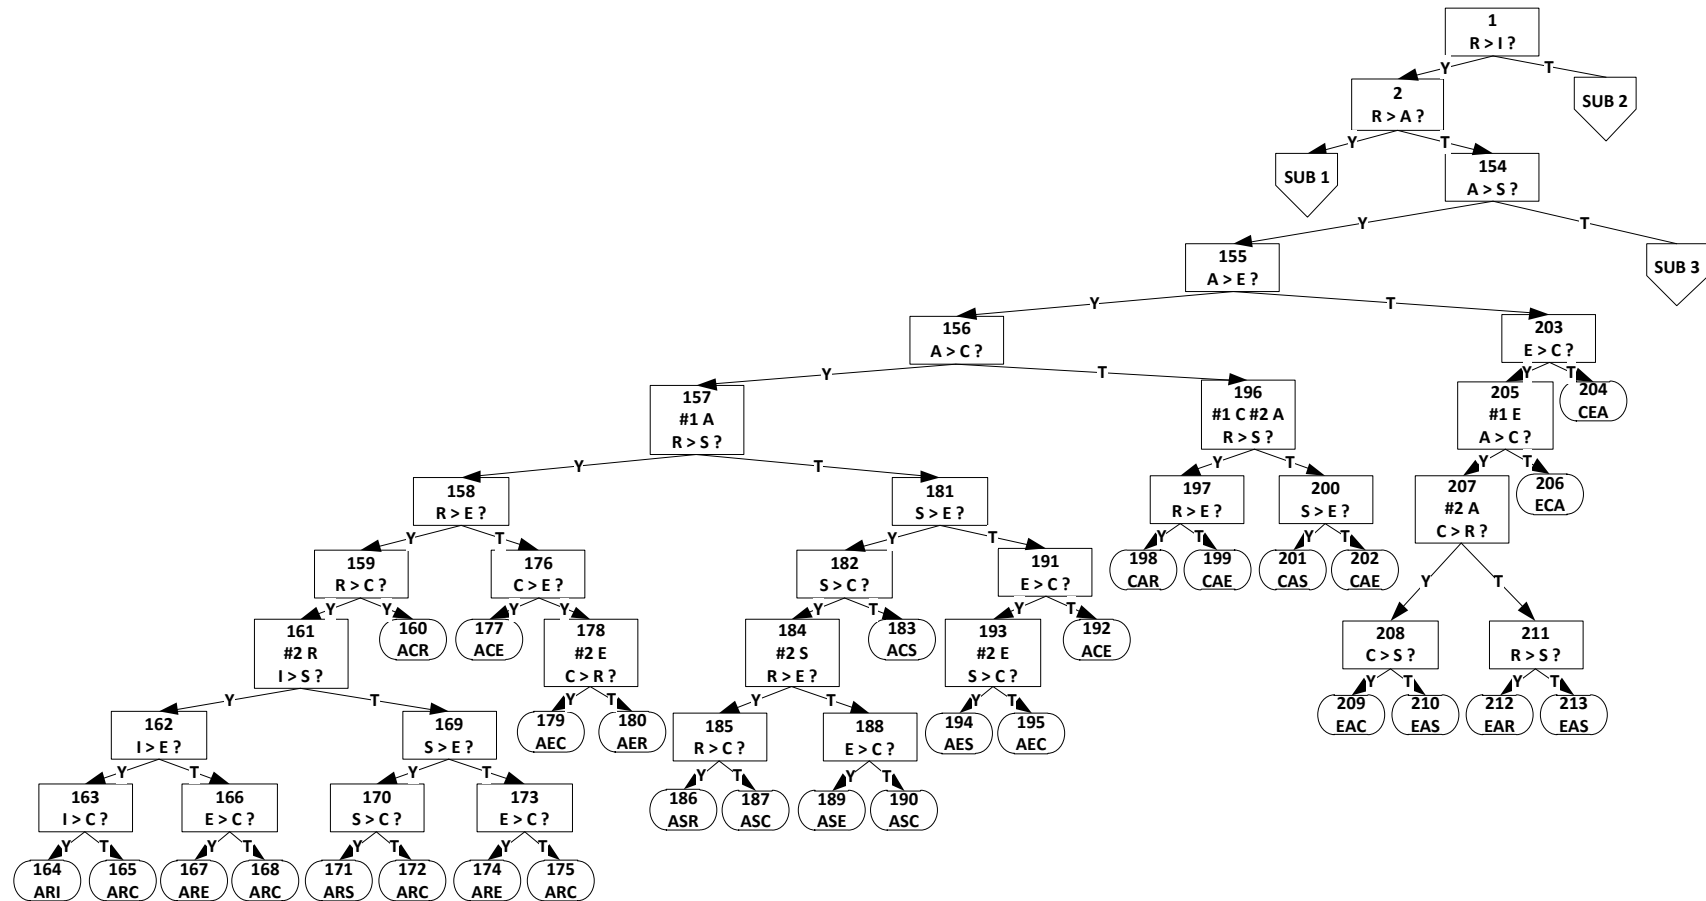 1
R > I ?
Y
T
2
R > A ?
SUB 2
Y
T
SUB 1
154
A > S ?
Y
T
155
A > E ?
SUB 3
Y
T
156
A > C ?
203
E > C ?
Y
T
Y
T
157
#1 A
R > S ?
196
#1 C #2 A
R > S ?
205
#1 E
A > C ?
204
CEA
Y
T
Y
T
Y
T
158
R > E ?
181
S > E ?
197
R > E ?
200
S > E ?
207
#2 A
C > R ?
206
ECA
Y
T
Y
T
Y
T
Y
T
159
R > C ?
176
C > E ?
182
S > C ?
191
E > C ?
198
CAR
199
CAE
201
CAS
202
CAE
Y
T
Y
Y
Y
Y
Y
T
Y
T
161
#2 R
I > S ?
160
ACR
177
ACE
178
#2 E
C > R ?
184
#2 S
R > E ?
183
ACS
193
#2 E
S > C ?
192
ACE
208
C > S ?
211
R > S ?
Y
T
Y
T
Y
T
Y
T
Y
T
Y
T
162
I > E ?
169
S > E ?
179
AEC
180
AER
185
R > C ?
188
E > C ?
194
AES
195
AEC
209
EAC
210
EAS
212
EAR
213
EAS
Y
T
Y
T
Y
T
Y
T
163
I > C ?
166
E > C ?
170
S > C ?
173
E > C ?
186
ASR
187
ASC
189
ASE
190
ASC
Y
T
Y
T
Y
T
Y
T
164
ARI
165
ARC
167
ARE
168
ARC
171
ARS
172
ARC
174
ARE
175
ARC